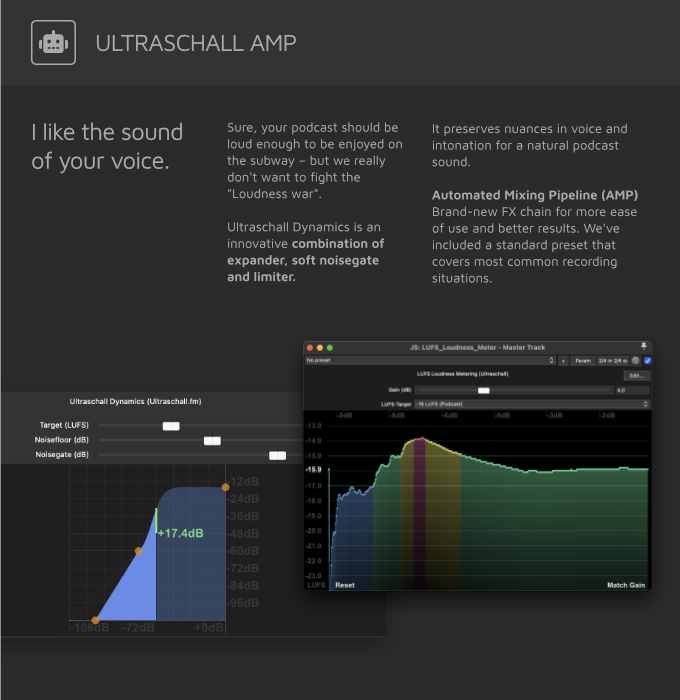 ULTRASCHALL AMP
I like the sound
of your voice.
Sure, your podcast should be
loud enough to be enjoyed on
the subway – but we really
don't want to fight the
"Loudness war".
Ultraschall Dynamics is an
innovative combination of
expander, soft noisegate
and limiter.
It preserves nuances in voice and
intonation for a natural podcast
sound.
Automated Mixing Pipeline (AMP)
Brand-new FX chain for more ease
of use and better results. We've
included a standard preset that
covers most common recording
situations.
Ultraschall Dynamics (Ultraschall.fm)
Target (LUFS)
Noisefloor (dB)
Noisegate (dB)
-12dB
-24dB
-36dB
+17.4dB
-48dB
-60dB
-72dB
-84dB
-96dB
-108dB -72dB +0dB
JS: LUFS_Loudness_Meter - Master Track
No preset + Param 2/4 in 2/4 out
LUFS Loudness Metering (Ultraschall)
Edit...
Gain (dB) 4.0
LUFS-Target -16 LUFS (Podcast)
-6dB -3dB -2dB
-13.0
-14.0
-15.0
-15.9
-17.0
-18.0
-19.0
-20.0
-21.0
-22.0
-23.0
LUFS Reset Match Gain